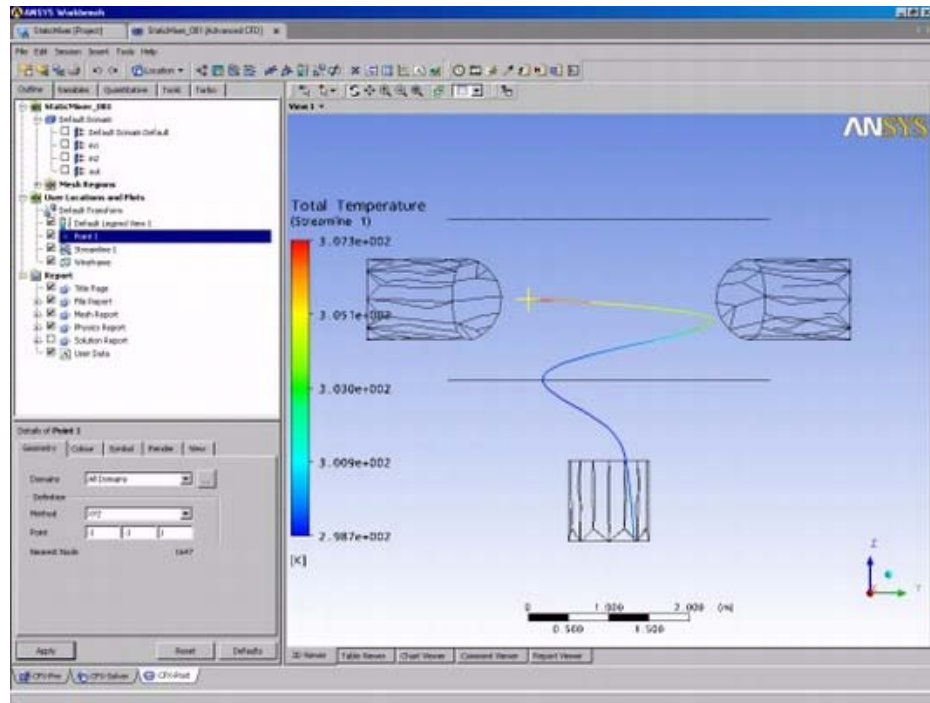 ANSYS Workbench
StaticMixer [Project]
StaticMixer_001 [Advanced CFD]
File Edit Session Insert Tools Help
Location
Outline Variables Quantitative Tools Turbo
View 1
StaticMixer_001
Default Domain
Default Domain Default
in1
in2
out
Mesh Regions
User Locations and Plots
Default Transform
Default Legend View 1
Point 1
Streamline 1
Wireframe
Report
Title Page
File Report
Mesh Report
Physics Report
Solution Report
User Data
Details of Point 1
Geometry Colour Symbol Render View
Domains All Domains ...
Definition
Method XYZ
Point
Nearest Node 1647
Apply Reset Defaults
ANSYS
Total Temperature
(Streamline 1)
3.073e+002
3.051e+002
3.030e+002
3.009e+002
2.987e+002
[K]
Z
Y
0 1.000 2.000 (m)
0.500 1.500
3D Viewer Table Viewer Chart Viewer Comment Viewer Report Viewer
CFX-Pre CFX-Solver CFX-Post